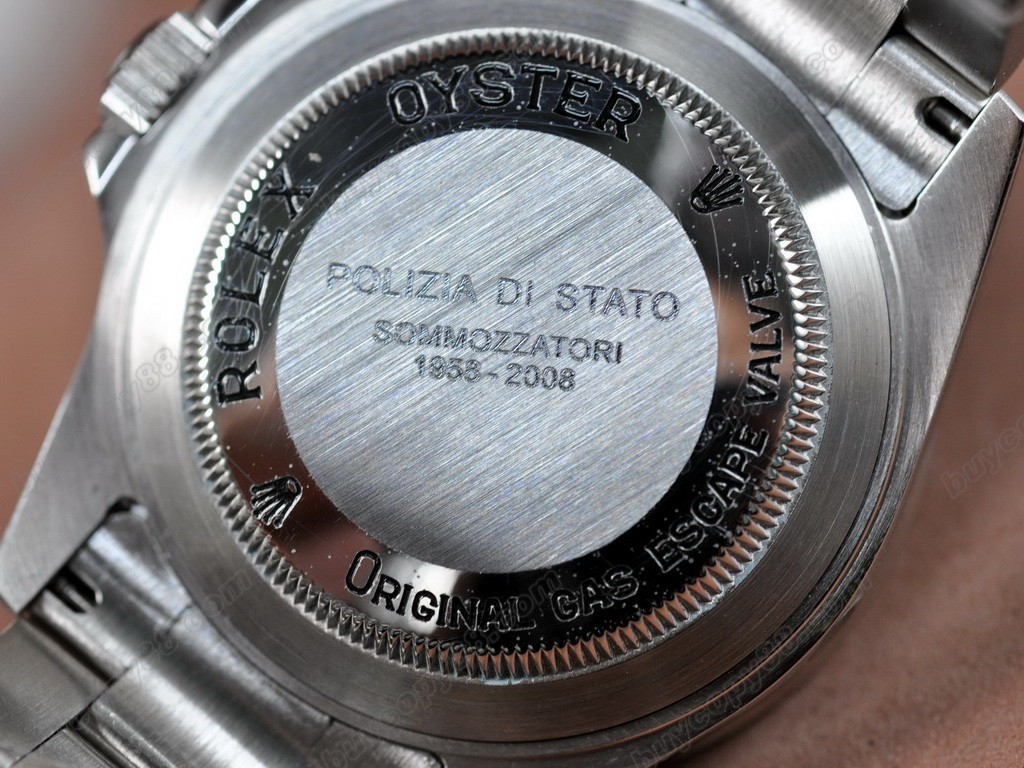 ROLEX
OYSTER
POLIZIA DI STATO
SOMMOZZATORI
1958-2008
ORIGINAL GAS ESCAPE VALVE